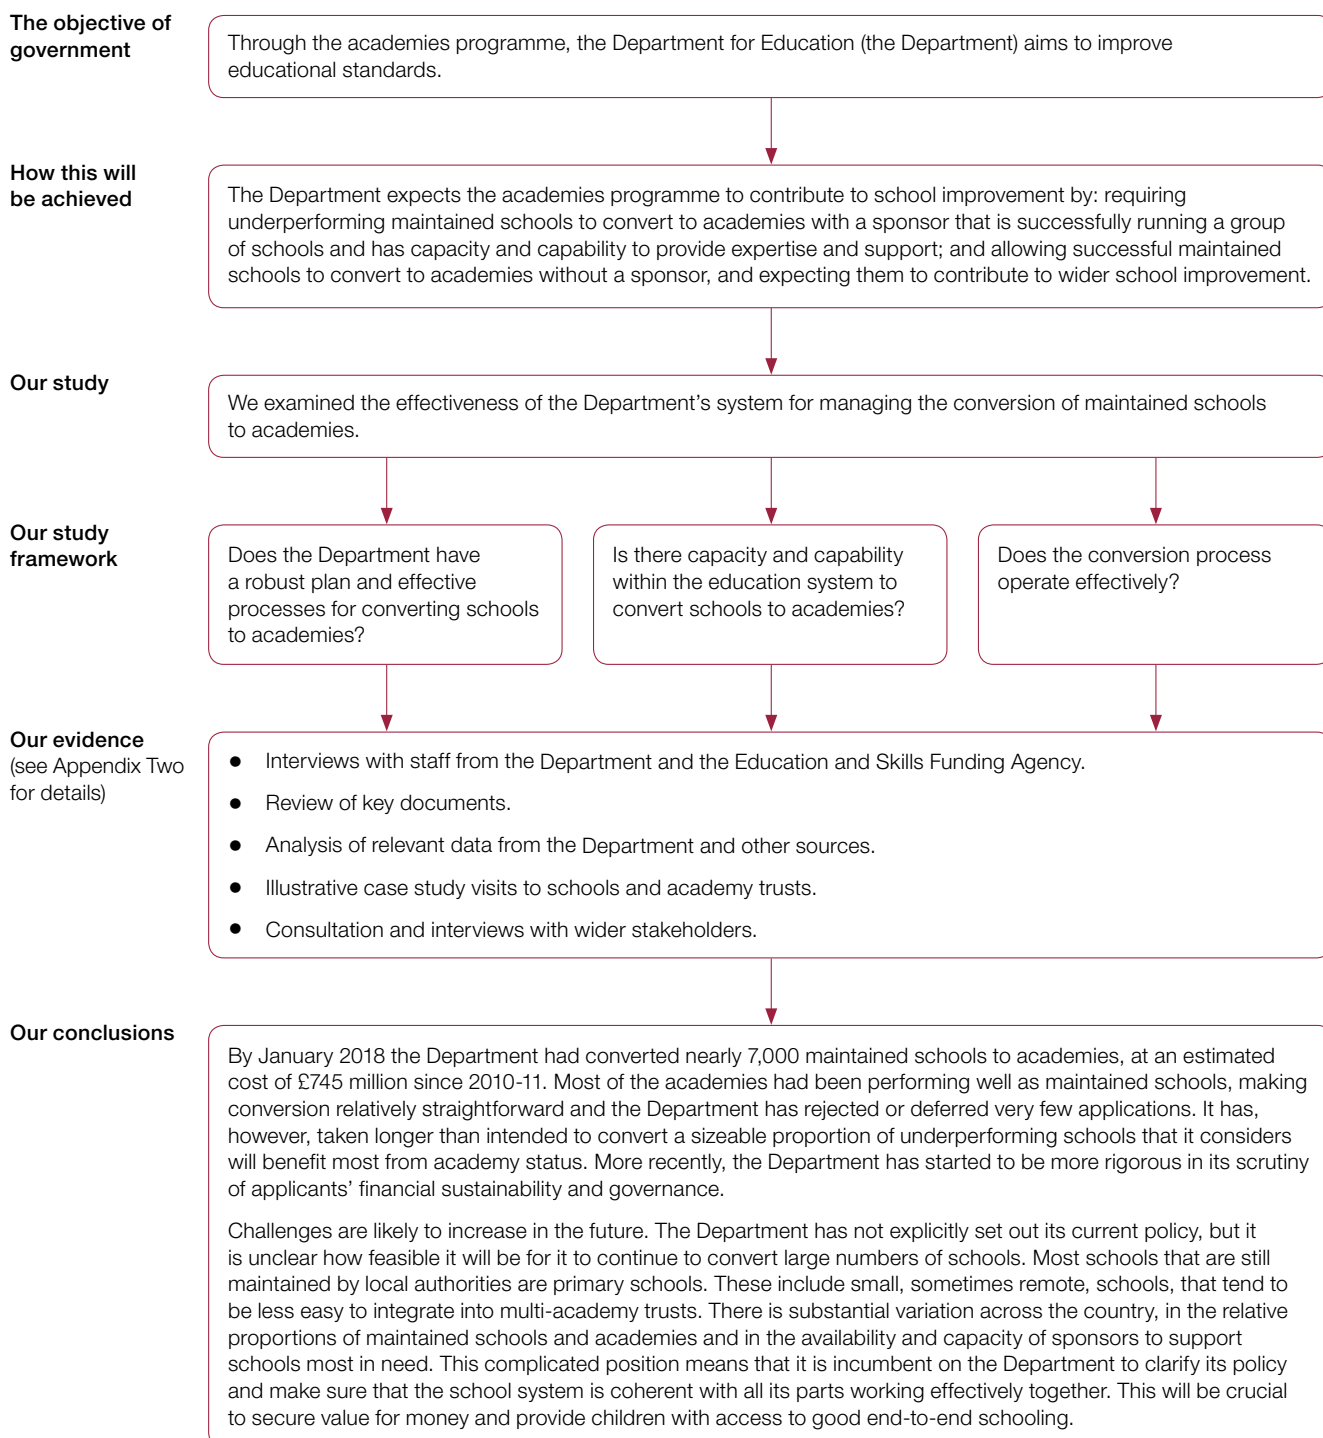 The objective of
government
Through the academies programme, the Department for Education (the Department) aims to improve
educational standards.
How this will
be achieved
The Department expects the academies programme to contribute to school improvement by: requiring
underperforming maintained schools to convert to academies with a sponsor that is successfully running a group
of schools and has capacity and capability to provide expertise and support; and allowing successful maintained
schools to convert to academies without a sponsor, and expecting them to contribute to wider school improvement.
Our study
We examined the effectiveness of the Department’s system for managing the conversion of maintained schools
to academies.
Our study
framework
Does the Department have
a robust plan and effective
processes for converting schools
to academies?
Is there capacity and capability
within the education system to
convert schools to academies?
Does the conversion process
operate effectively?
Our evidence
(see Appendix Two
for details)
● Interviews with staff from the Department and the Education and Skills Funding Agency.
● Review of key documents.
● Analysis of relevant data from the Department and other sources.
● Illustrative case study visits to schools and academy trusts.
● Consultation and interviews with wider stakeholders.
Our conclusions
By January 2018 the Department had converted nearly 7,000 maintained schools to academies, at an estimated
cost of £745 million since 2010-11. Most of the academies had been performing well as maintained schools, making
conversion relatively straightforward and the Department has rejected or deferred very few applications. It has,
however, taken longer than intended to convert a sizeable proportion of underperforming schools that it considers
will benefit most from academy status. More recently, the Department has started to be more rigorous in its scrutiny
of applicants’ financial sustainability and governance.
Challenges are likely to increase in the future. The Department has not explicitly set out its current policy, but it
is unclear how feasible it will be for it to continue to convert large numbers of schools. Most schools that are still
maintained by local authorities are primary schools. These include small, sometimes remote, schools, that tend to
be less easy to integrate into multi-academy trusts. There is substantial variation across the country, in the relative
proportions of maintained schools and academies and in the availability and capacity of sponsors to support
schools most in need. This complicated position means that it is incumbent on the Department to clarify its policy
and make sure that the school system is coherent with all its parts working effectively together. This will be crucial
to secure value for money and provide children with access to good end-to-end schooling.